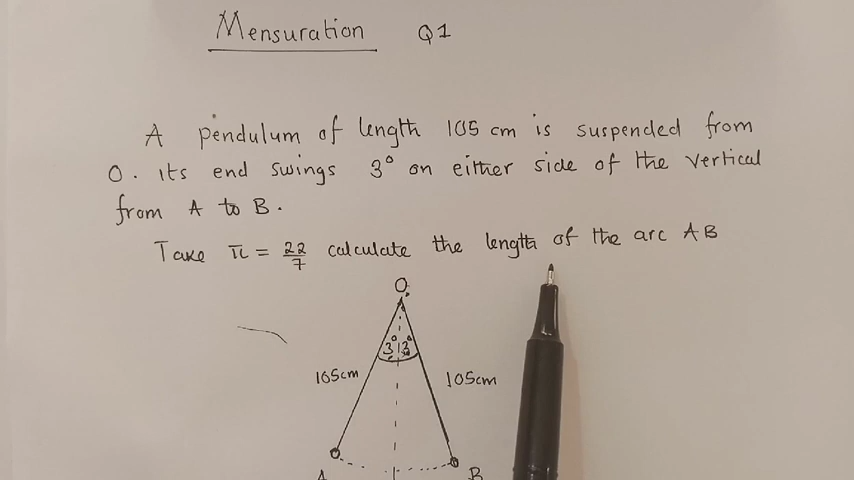 Mensuration Q1
A pendulum of length 105 cm is suspended from
O. its end swings 3° on either side of the vertical
from A to B.
Take π = 22/7 calculate the length of the arc AB
O
3° 3°
105cm 105cm
A B